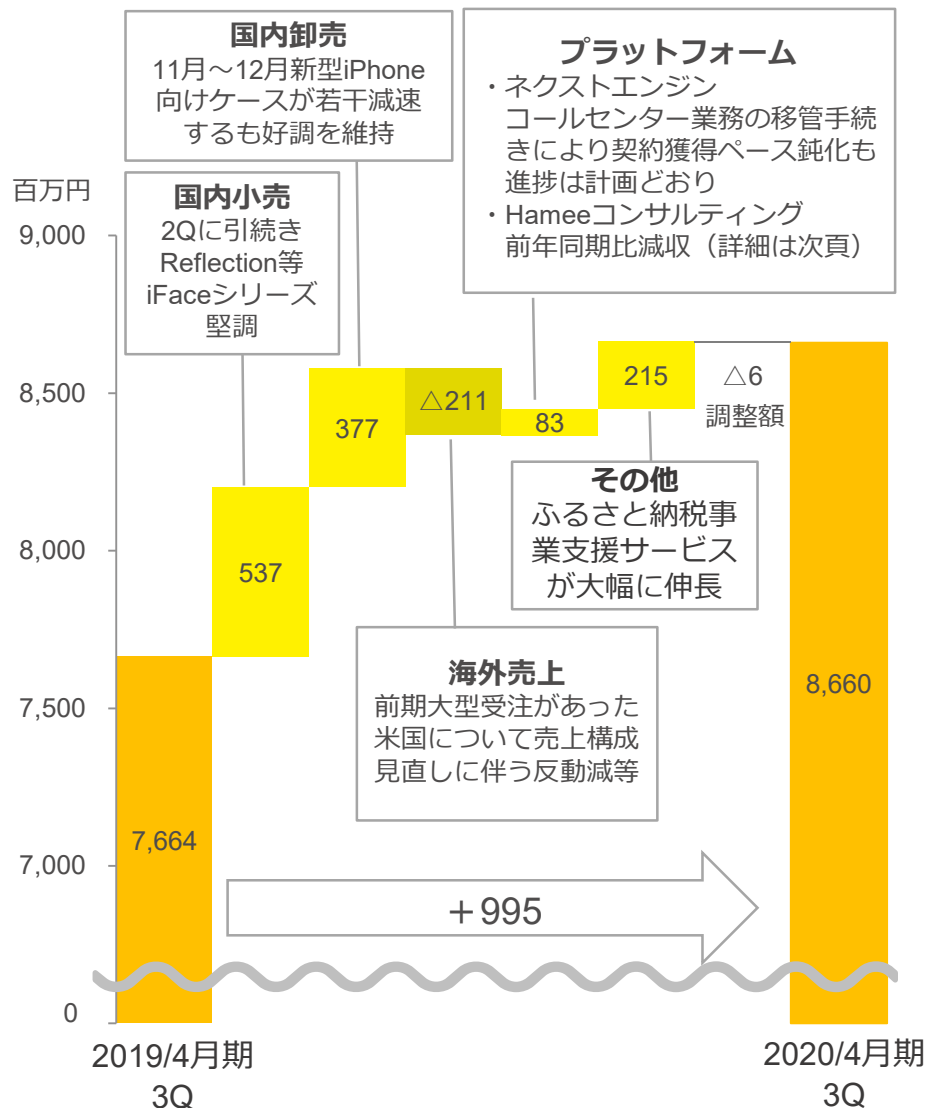 国内卸売
11月～12月新型iPhone
向けケースが若干減速
するも好調を維持
プラットフォーム
・ネクストエンジン
コールセンター業務の移管手続
きにより契約獲得ペース鈍化も
進捗は計画どおり
・Hameeコンサルティング
前年同期比減収（詳細は次頁）
百万円
国内小売
2Qに引続き
Reflection等
iFaceシリーズ
堅調
9,000
8,500
8,000
7,500
7,000
0
7,664
537
377
△211
83
215
△6
調整額
8,660
その他
ふるさと納税事
業支援サービス
が大幅に伸長
海外売上
前期大型受注があった
米国について売上構成
見直しに伴う反動減等
＋995
2019/4月期
3Q
2020/4月期
3Q